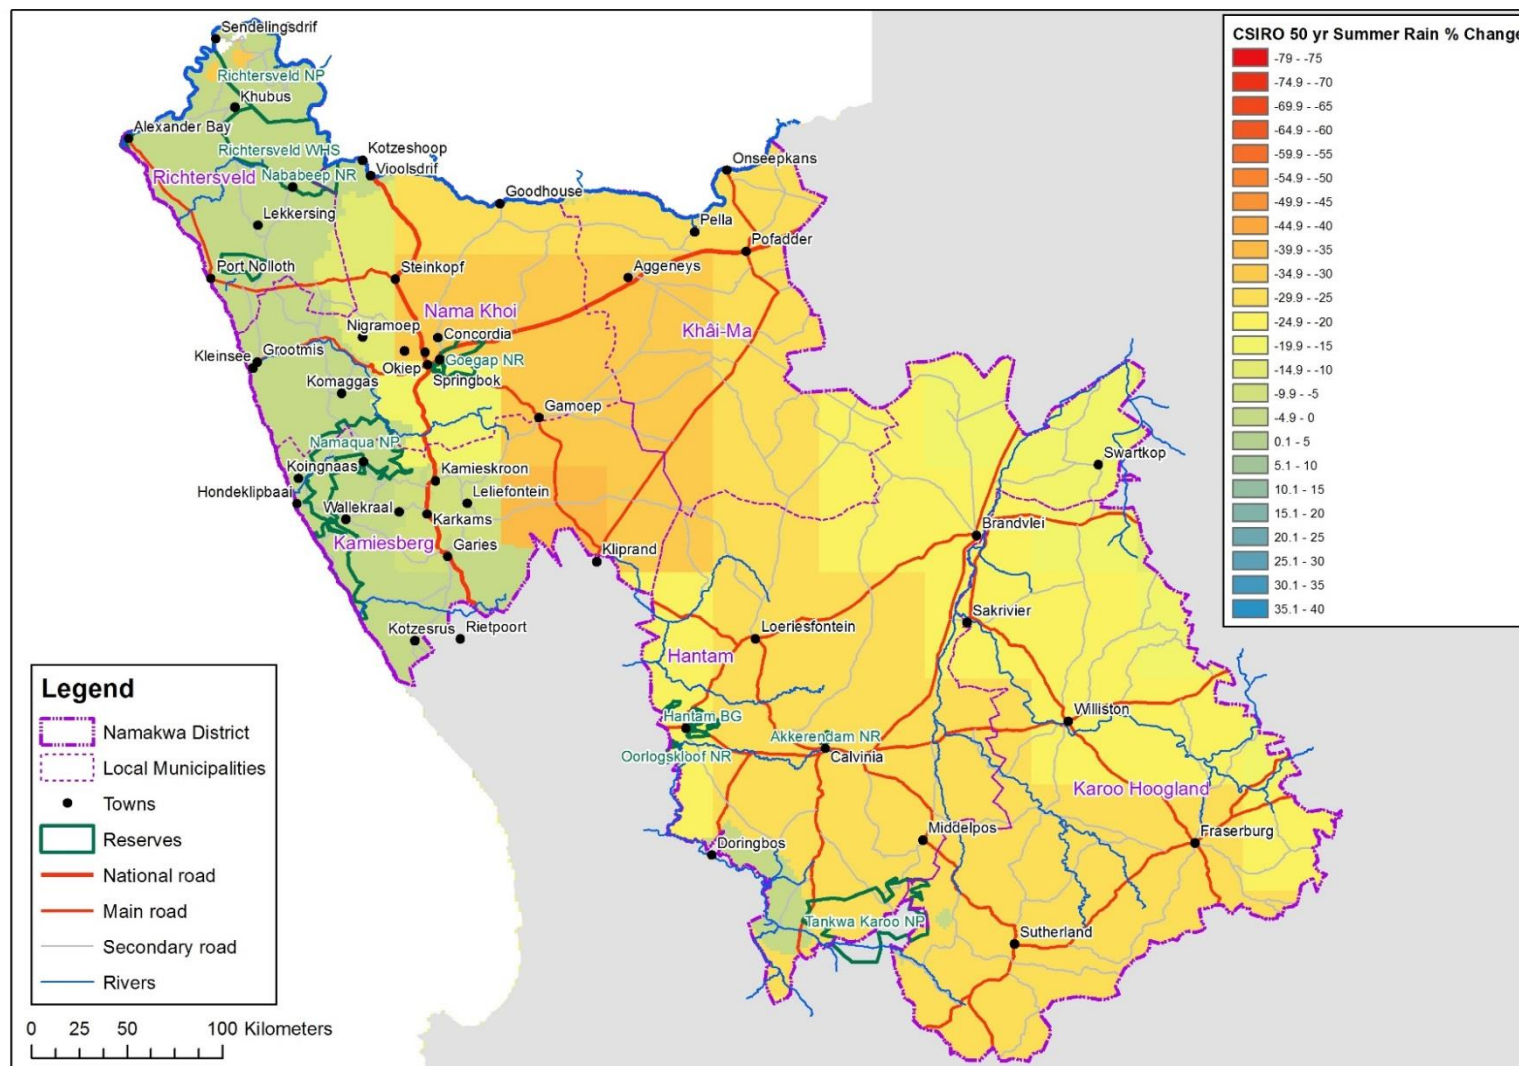 Sendelingsdrif
Richtersveld NP
Khubus
Alexander Bay
Richtersveld WHS
Kotzeshoop
Richtersveld
Nababeep NR
Vioolsdrif
Onseepkans
Goodhouse
Lekkersing
Pella
Pofadder
Port Nolloth
Steinkopf
Aggeneys
Nama Khoi
Nigramoep
Concordia
Khâi-Ma
Kleinsee
Grootmis
Okiep
Goegap NR
Springbok
Komaggas
Gamoep
Namaqua NP
Koingnaas
Kamieskroon
Swartkop
Hondeklipbaai
Leliefontein
Wallekraal
Karkams
Kamiesberg
Garies
Brandvlei
Kliprand
Kotzesrus
Rietpoort
Loeriesfontein
Sakrivier
Hantam
Hantam BG
Williston
Akkerendam NR
Oorlogskloof NR
Calvinia
Karoo Hoogland
Middelpos
Fraserburg
Doringbos
Tankwa Karoo NP
Sutherland
CSIRO 50 yr Summer Rain % Change
-79 - -75
-74.9 - -70
-69.9 - -65
-64.9 - -60
-59.9 - -55
-54.9 - -50
-49.9 - -45
-44.9 - -40
-39.9 - -35
-34.9 - -30
-29.9 - -25
-24.9 - -20
-19.9 - -15
-14.9 - -10
-9.9 - -5
-4.9 - 0
0.1 - 5
5.1 - 10
10.1 - 15
15.1 - 20
20.1 - 25
25.1 - 30
30.1 - 35
35.1 - 40
Legend
Namakwa District
Local Municipalities
Towns
Reserves
National road
Main road
Secondary road
Rivers
0 25 50 100 Kilometers